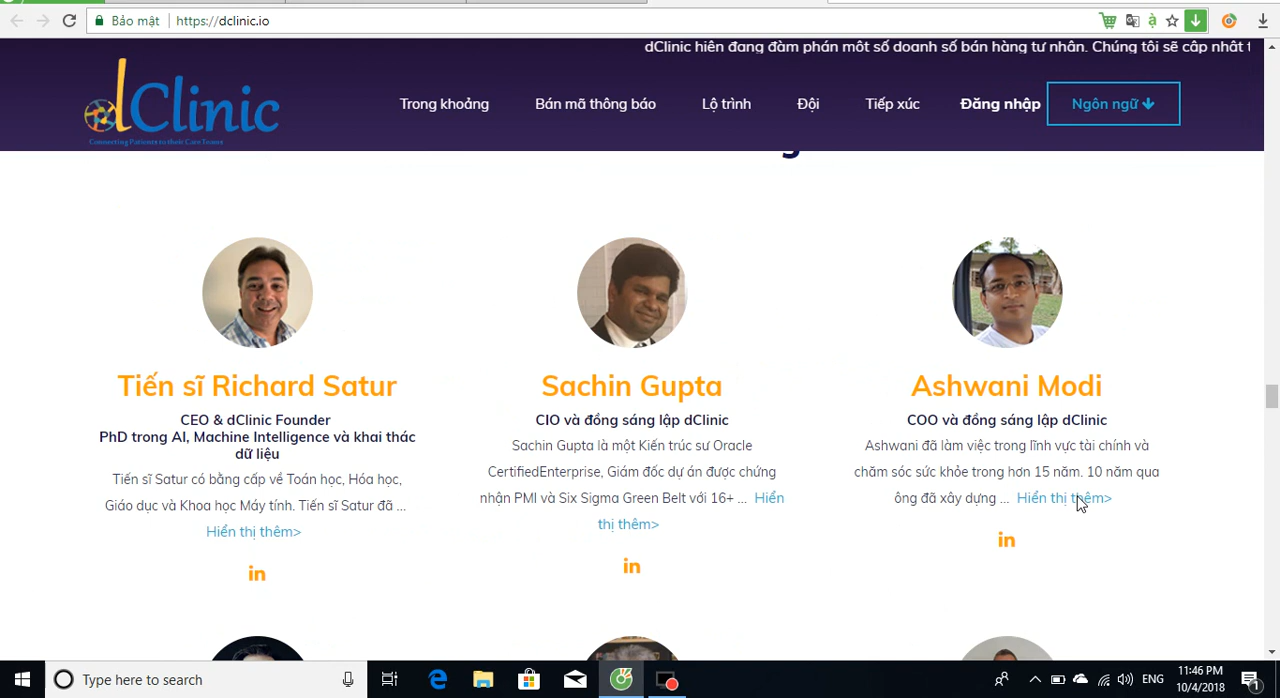 Bảo mật
https://dclinic.io
dClinic hiện đang đàm phán một số doanh số bán hàng tư nhân. Chúng tôi sẽ cập nhật
dClinic
Connecting Patients to their Care Teams
Trong khoảng
Bán mã thông báo
Lộ trình
Đội
Tiếp xúc
Đăng nhập
Ngôn ngữ
Tiến sĩ Richard Satur
CEO & dClinic Founder
PhD trong AI, Machine Intelligence và khai thác
dữ liệu
Tiến sĩ Satur có bằng cấp về Toán học, Hóa học,
Giáo dục và Khoa học Máy tính. Tiến sĩ Satur đã ...
Hiển thị thêm>
in
Sachin Gupta
CIO và đồng sáng lập dClinic
Sachin Gupta là một Kiến trúc sư Oracle
CertifiedEnterprise, Giám đốc dự án được chứng
nhận PMI và Six Sigma Green Belt với 16+ ... Hiển
thị thêm>
in
Ashwani Modi
COO và đồng sáng lập dClinic
Ashwani đã làm việc trong lĩnh vực tài chính và
chăm sóc sức khỏe trong hơn 15 năm. 10 năm qua
ông đã xây dựng ... Hiển thị thêm>
in
Type here to search
ENG
11:46 PM
10/4/2018
1